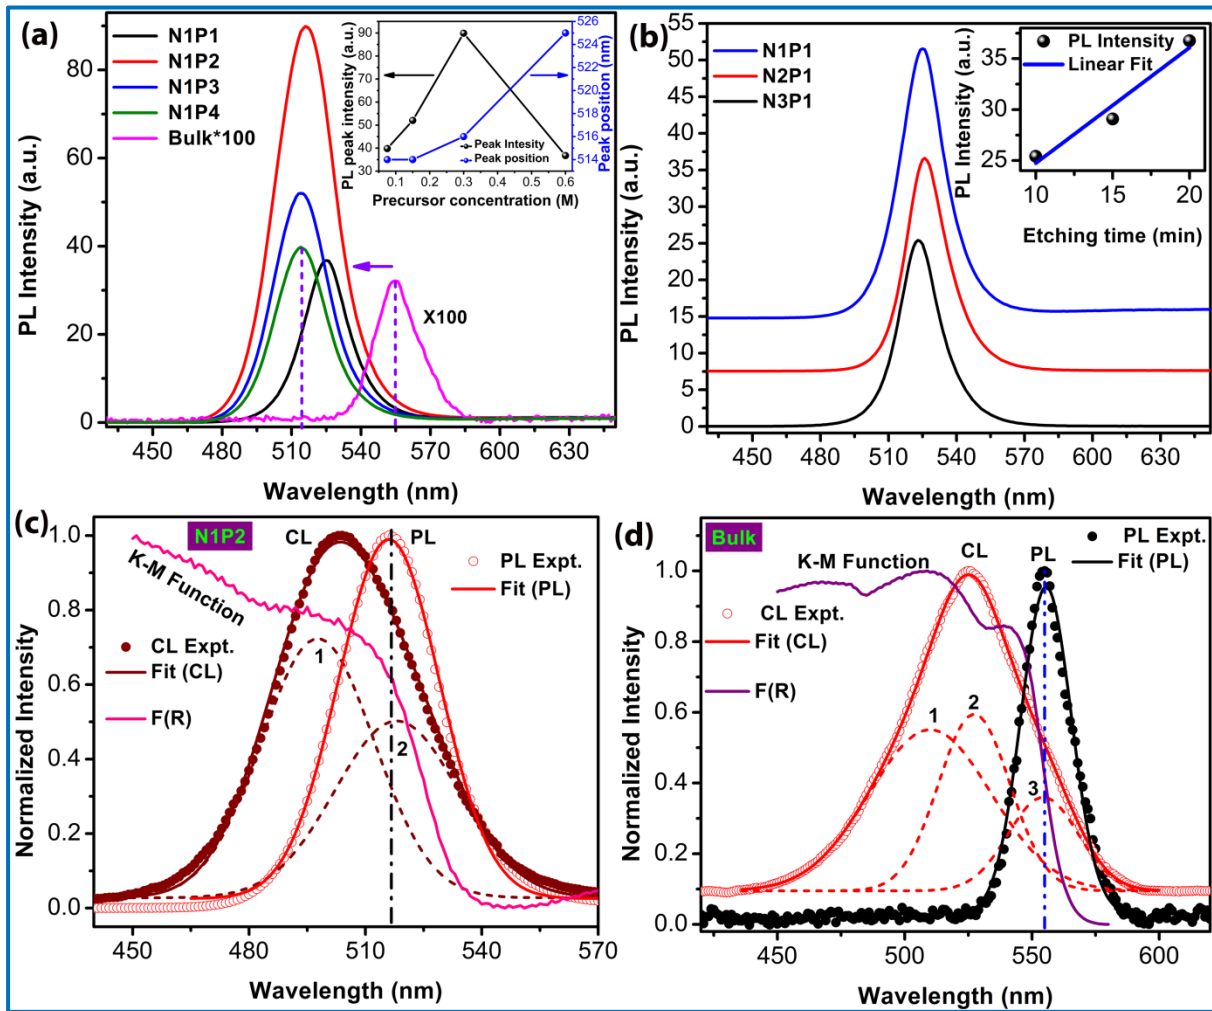 (a)
N1P1
N1P2
N1P3
N1P4
Bulk*100
X100
90
80
70
60
50
40
30
514
516
518
520
522
524
526
0.1
0.2
0.3
0.4
0.5
0.6
PL peak intensity (a.u.)
Peak position (nm)
Peak Intesity
Peak position
Precursor concentration (M)
PL Intensity (a.u.)
0
20
40
60
80
450
480
510
540
570
600
630
Wavelength (nm)
(b)
N1P1
N2P1
N3P1
PL Intensity
Linear Fit
PL Intensity (a.u.)
35
30
25
10
15
20
Etching time (min)
PL Intensity (a.u.)
55
50
45
40
35
30
25
20
15
10
5
0
450
480
510
540
570
600
630
Wavelength (nm)
(c)
N1P2
CL
PL
K-M Function
PL Expt.
Fit (PL)
CL Expt.
Fit (CL)
F(R)
1
2
Normalized Intensity
1.0
0.8
0.6
0.4
0.2
0.0
450
480
510
540
570
Wavelength (nm)
(d)
Bulk
K-M Function
CL
PL
PL Expt.
Fit (PL)
CL Expt.
Fit (CL)
F(R)
1
2
3
Normalized Intensity
1.0
0.8
0.6
0.4
0.2
0.0
450
500
550
600
Wavelength (nm)